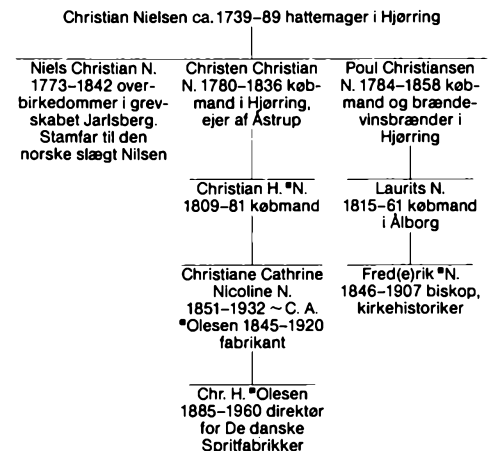 Christian Nielsen ca. 1739–89 hattemager i Hjørring
Niels Christian N.
1773–1842 over-
birkedommer i grev-
skabet Jarlsberg.
Stamfar til den
norske slægt Nilsen
Christen Christian
N. 1780–1836 køb-
mand i Hjørring,
ejer af Åstrup
Poul Christiansen
N. 1784–1858 køb-
mand og brænde-
vinsbrænder i
Hjørring
Christian H. *N.
1809–81 købmand
Laurits N.
1815–61 købmand
i Ålborg
Christiane Cathrine
Nicoline N.
1851–1932 ~ C. A.
*Olesen 1845–1920
fabrikant
Fred(e)rik *N.
1846–1907 biskop,
kirkehistoriker
Chr. H. *Olesen
1885–1960 direktør
for De danske
Spritfabrikker